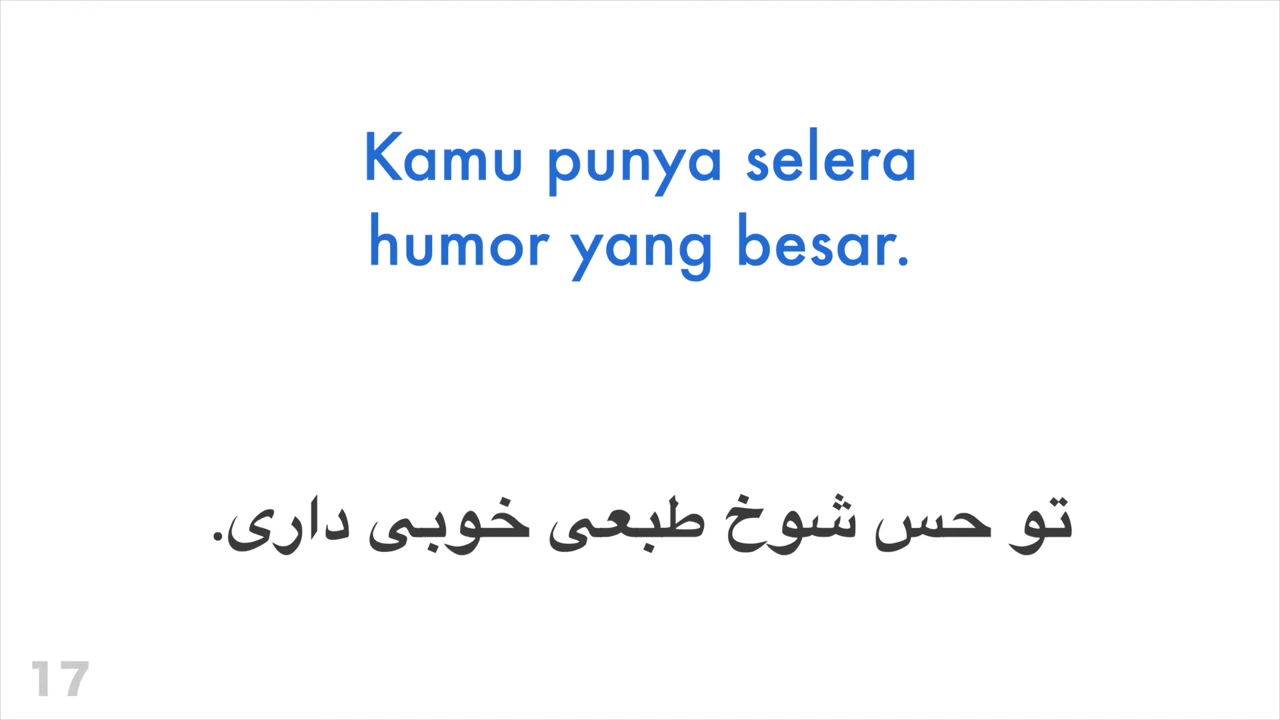 Kamu punya selera
humor yang besar.
تو حس شوخ طبعی خوبی داری.
17